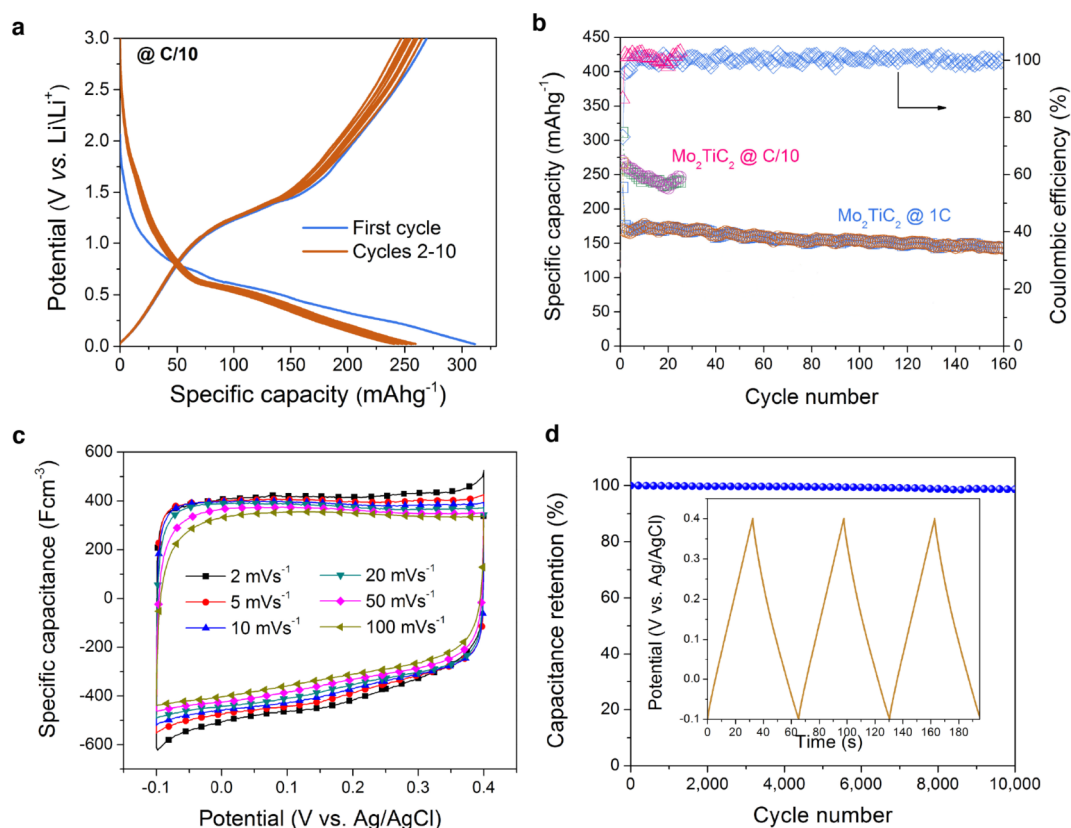 a
@ C/10
3.0
2.5
2.0
1.5
1.0
0.5
0.0
Potential (V vs. Li\Li⁺)
First cycle
Cycles 2-10
0 50 100 150 200 250 300
Specific capacity (mAhg⁻¹)
b
450
400
350
300
250
200
150
100
50
0
Specific capacity (mAhg⁻¹)
Mo₂TiC₂ @ C/10
Mo₂TiC₂ @ 1C
100
80
60
40
20
0
Coulombic efficiency (%)
0 20 40 60 80 100 120 140 160
Cycle number
c
600
400
200
0
-200
-400
-600
Specific capacitance (Fcm⁻³)
2 mVs⁻¹ 20 mVs⁻¹
5 mVs⁻¹ 50 mVs⁻¹
10 mVs⁻¹ 100 mVs⁻¹
-0.1 0.0 0.1 0.2 0.3 0.4
Potential (V vs. Ag/AgCl)
d
100
80
60
40
20
0
Capacitance retention (%)
0.4
0.3
0.2
0.1
0.0
-0.1
Potential (V vs. Ag/AgCl)
0 20 40 60 80 100 120 140 160 180
Time (s)
0 2,000 4,000 6,000 8,000 10,000
Cycle number